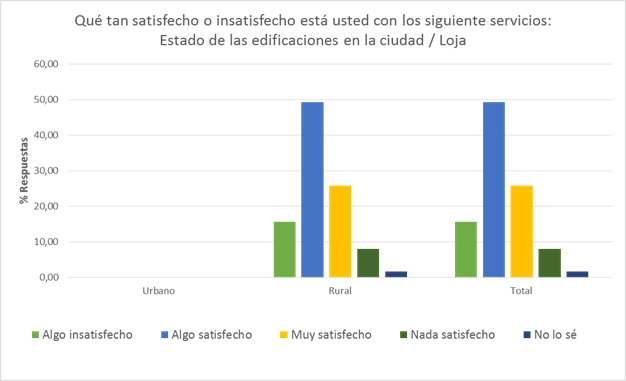 Qué tan satisfecho o insatisfecho está usted con los siguiente servicios:
Estado de las edificaciones en la ciudad / Loja
60,00
50,00
40,00
30,00
20,00
10,00
0,00
% Respuestas
Urbano Rural Total
Algo insatisfecho Algo satisfecho Muy satisfecho Nada satisfecho No lo sé